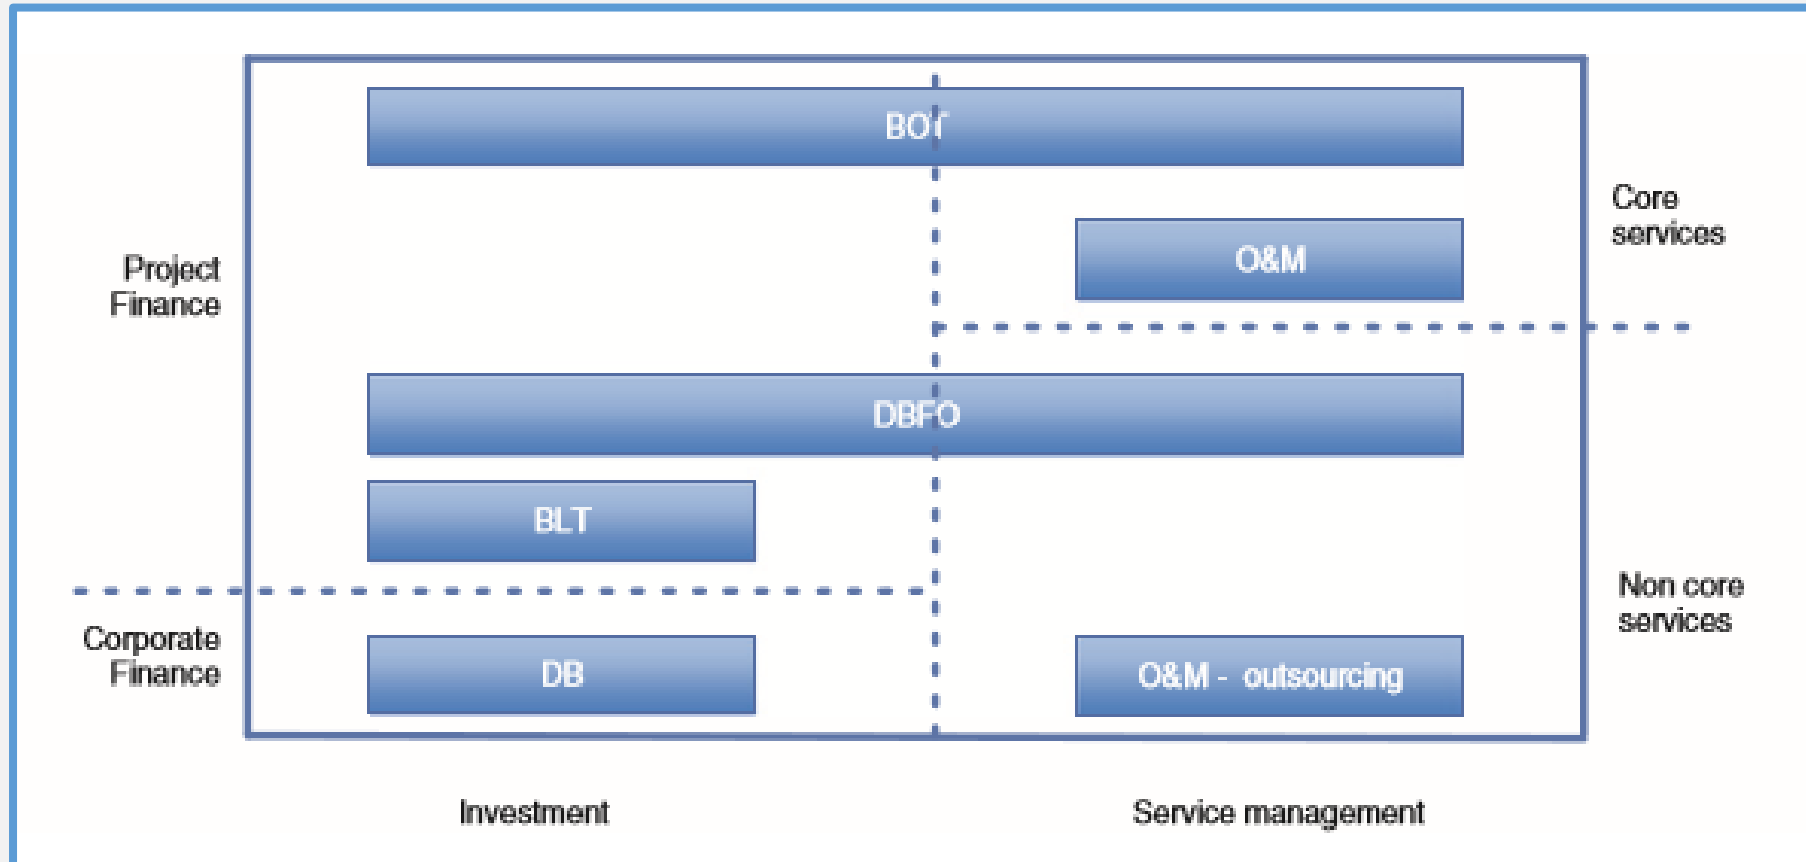 BOT
Core
services
O&M
Project
Finance
DBFO
BLT
Non core
services
Corporate
Finance
DB
O&M - outsourcing
Investment
Service management